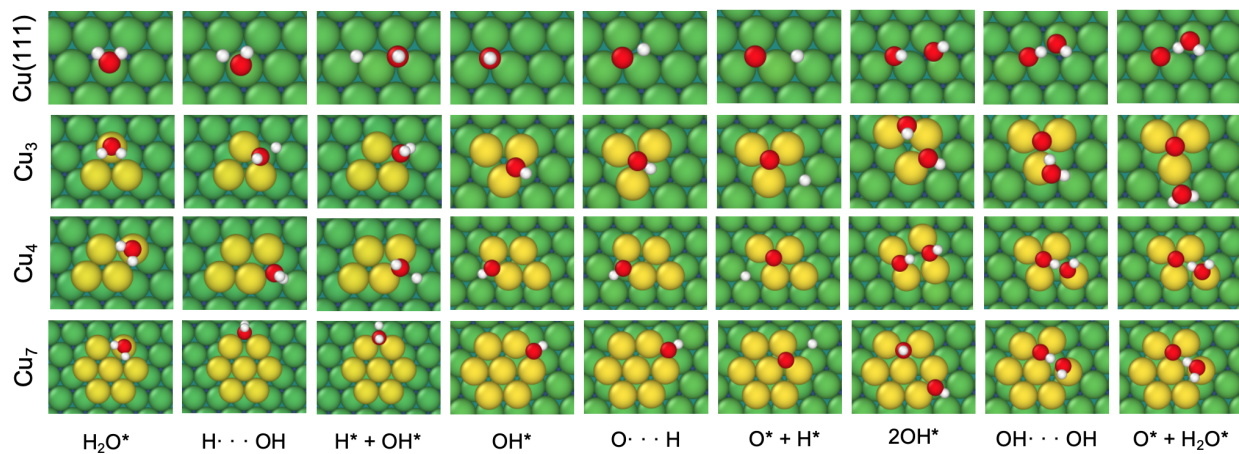 Cu(111)
Cu₃
Cu₄
Cu₇
H₂O*
H· · · OH
H* + OH*
OH*
O· · · H
O* + H*
2OH*
OH· · · OH
O* + H₂O*